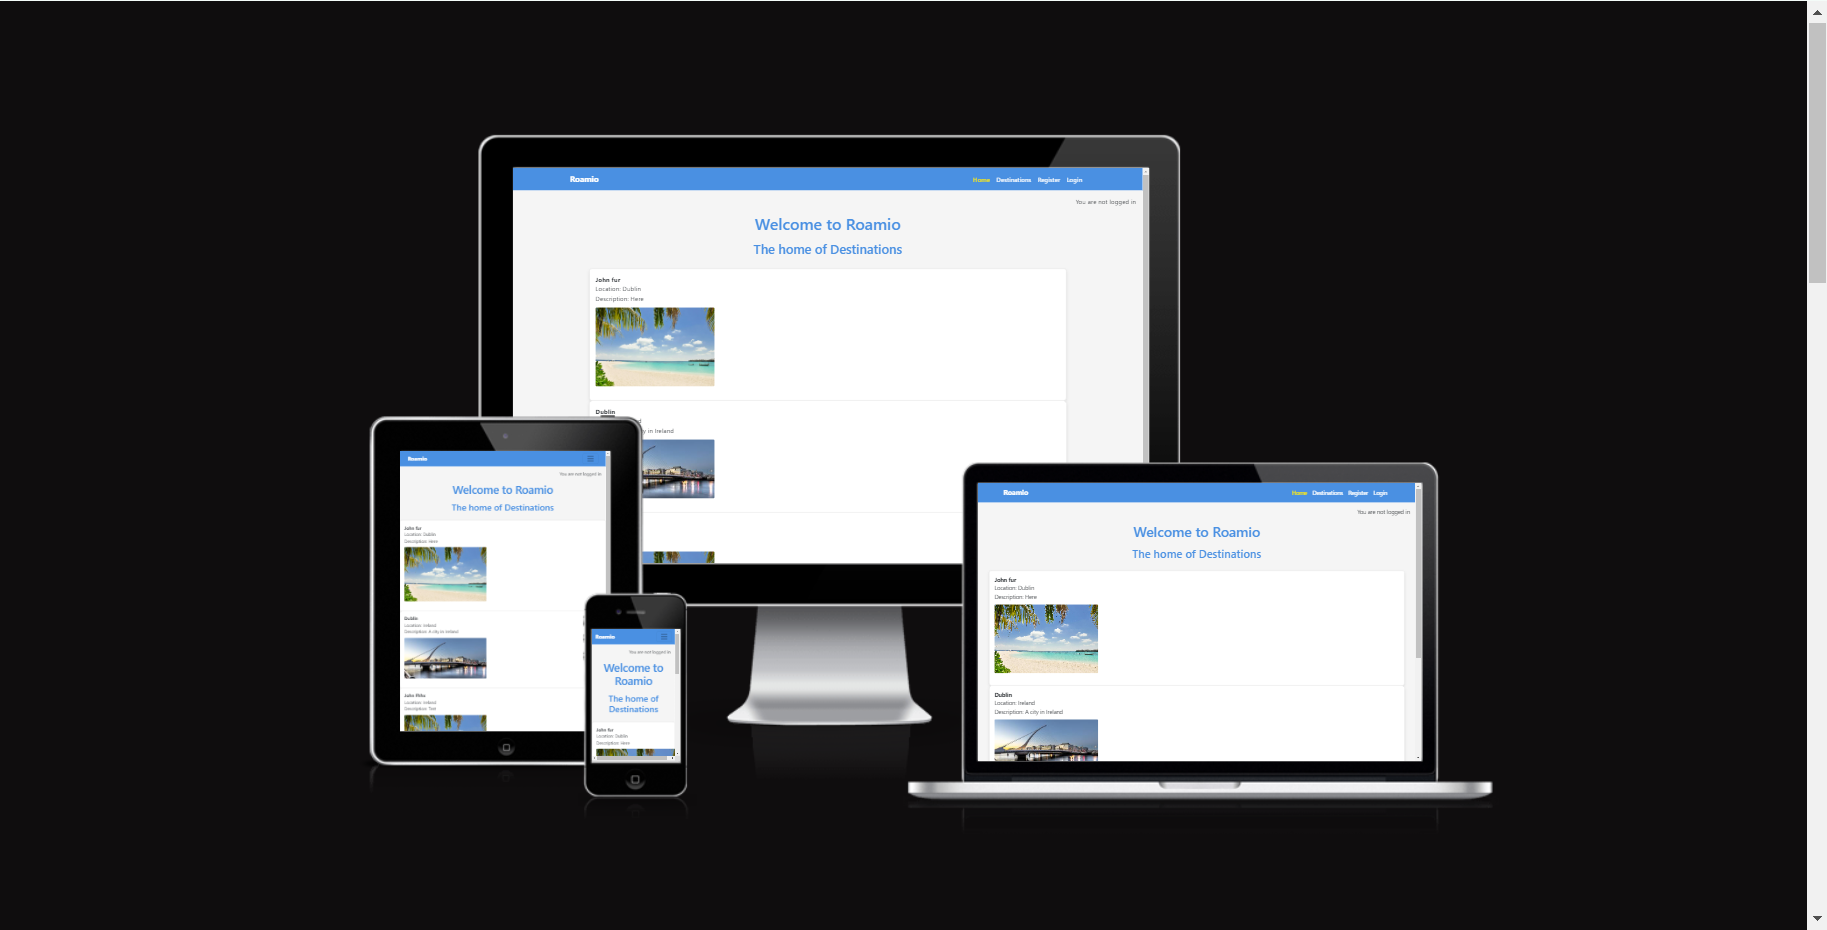 Roamio
Home Destinations Register Login
You are not logged in
Welcome to Roamio
The home of Destinations
John fur
Location: Dublin
Description: Here
Dublin
y in Ireland
Roamio
You are not logged in
Welcome to Roamio
The home of Destinations
John fur
Location: Dublin
Description: Here
Dublin
Location: Ireland
Description: A city in Ireland
Location: Ireland
Description: Test
Roamio
You are not logged in
Welcome to
Roamio
The home of
Destinations
John fur
Location: Dublin
Description: Here
Roamio
Home Destinations Register Login
You are not logged in
Welcome to Roamio
The home of Destinations
John fur
Location: Dublin
Description: Here
Dublin
Location: Ireland
Description: A city in Ireland